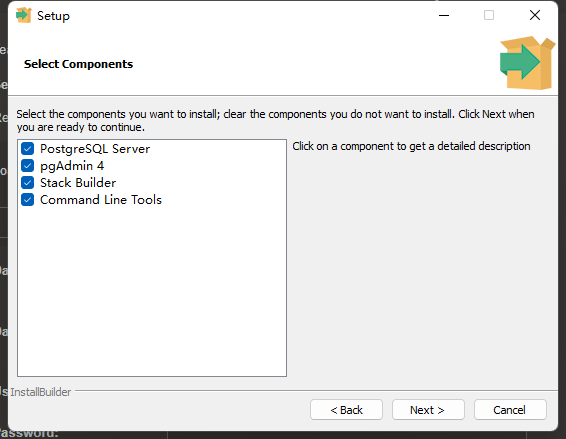 Setup
Select Components
Select the components you want to install; clear the components you do not want to install. Click Next when
you are ready to continue.
PostgreSQL Server
pgAdmin 4
Stack Builder
Command Line Tools
Click on a component to get a detailed description
InstallBuilder
< Back
Next >
Cancel
Password: